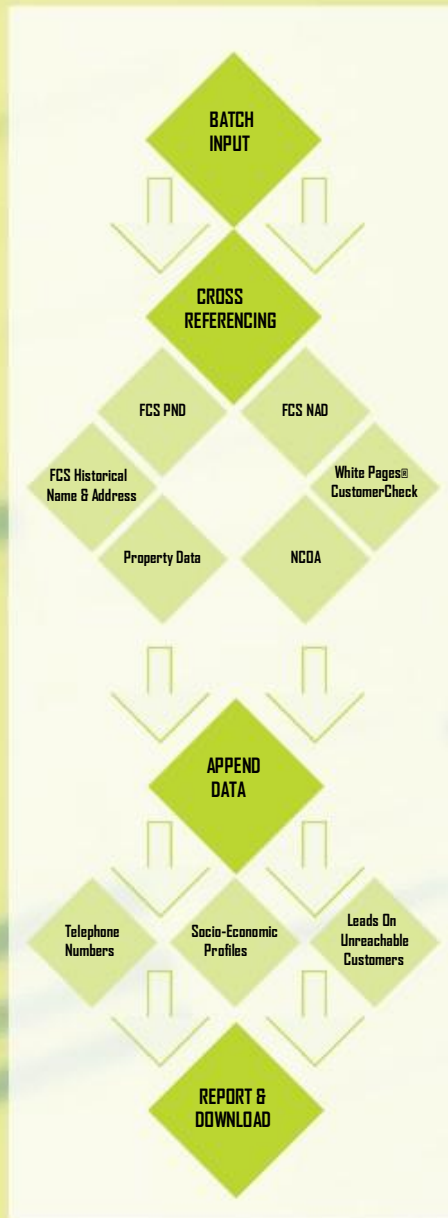 BATCH
INPUT
CROSS
REFERENCING
FCS PND
FCS NAD
FCS Historical
Name & Address
White Pages®
CustomerCheck
Property Data
NCOA
APPEND
DATA
Telephone
Numbers
Socio-Economic
Profiles
Leads On
Unreachable
Customers
REPORT &
DOWNLOAD